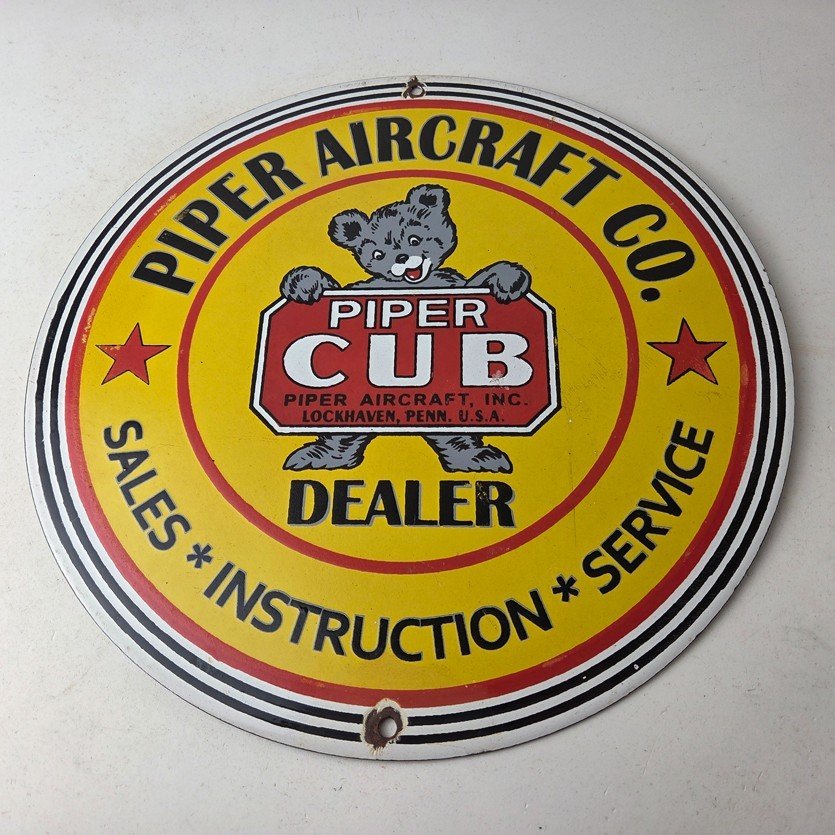 PIPER AIRCRAFT CO.
PIPER
CUB
PIPER AIRCRAFT, INC.
LOCKHAVEN, PENN. U.S.A.
DEALER
SALES * INSTRUCTION * SERVICE